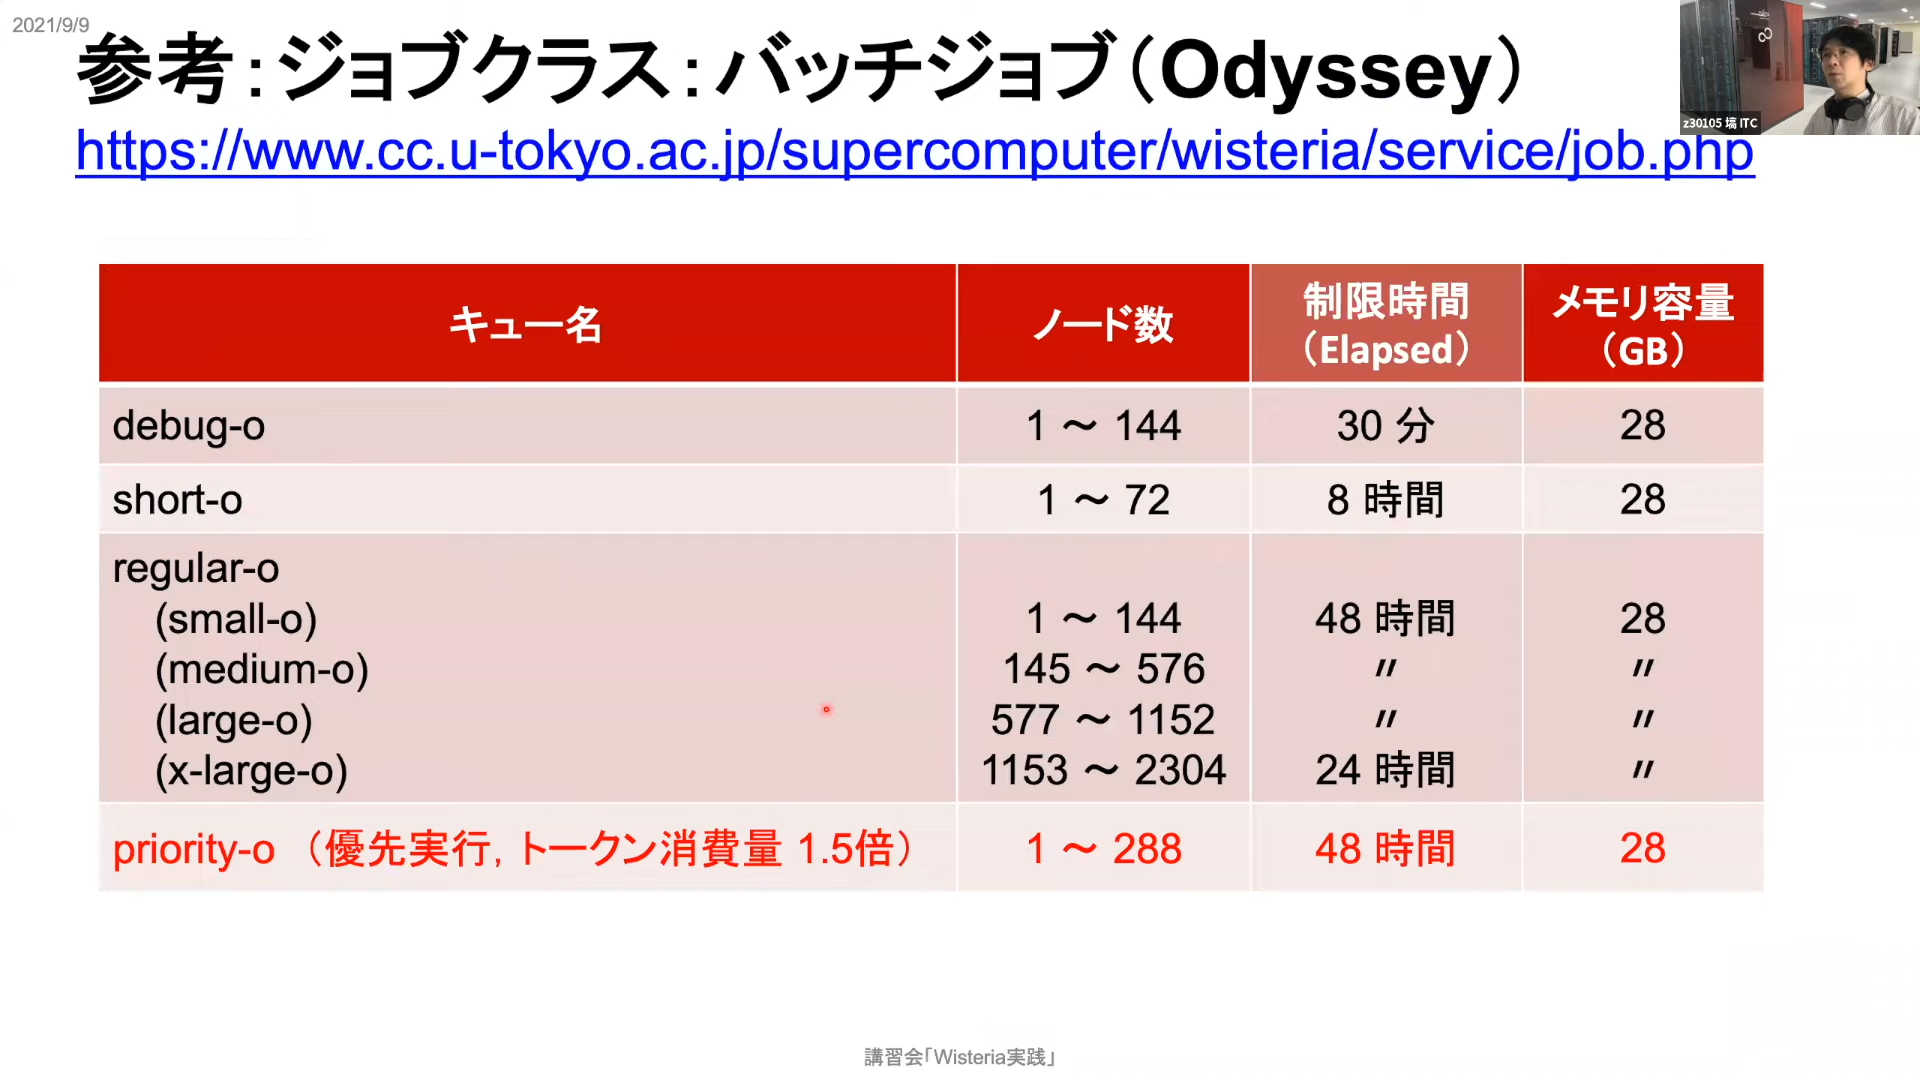 2021/9/9
参考：ジョブクラス：バッチジョブ（Odyssey）
https://www.cc.u-tokyo.ac.jp/supercomputer/wisteria/service/job.php
z30105 塙 ITC
キュー名 ノード数 制限時間（Elapsed） メモリ容量（GB）
debug-o 1 ～ 144 30 分 28
short-o 1 ～ 72 8 時間 28
regular-o
(small-o) 1 ～ 144 48 時間 28
(medium-o) 145 ～ 576 〃 〃
(large-o) 577 ～ 1152 〃 〃
(x-large-o) 1153 ～ 2304 24 時間 〃
priority-o （優先実行，トークン消費量 1.5倍） 1 ～ 288 48 時間 28
講習会「Wisteria実践」